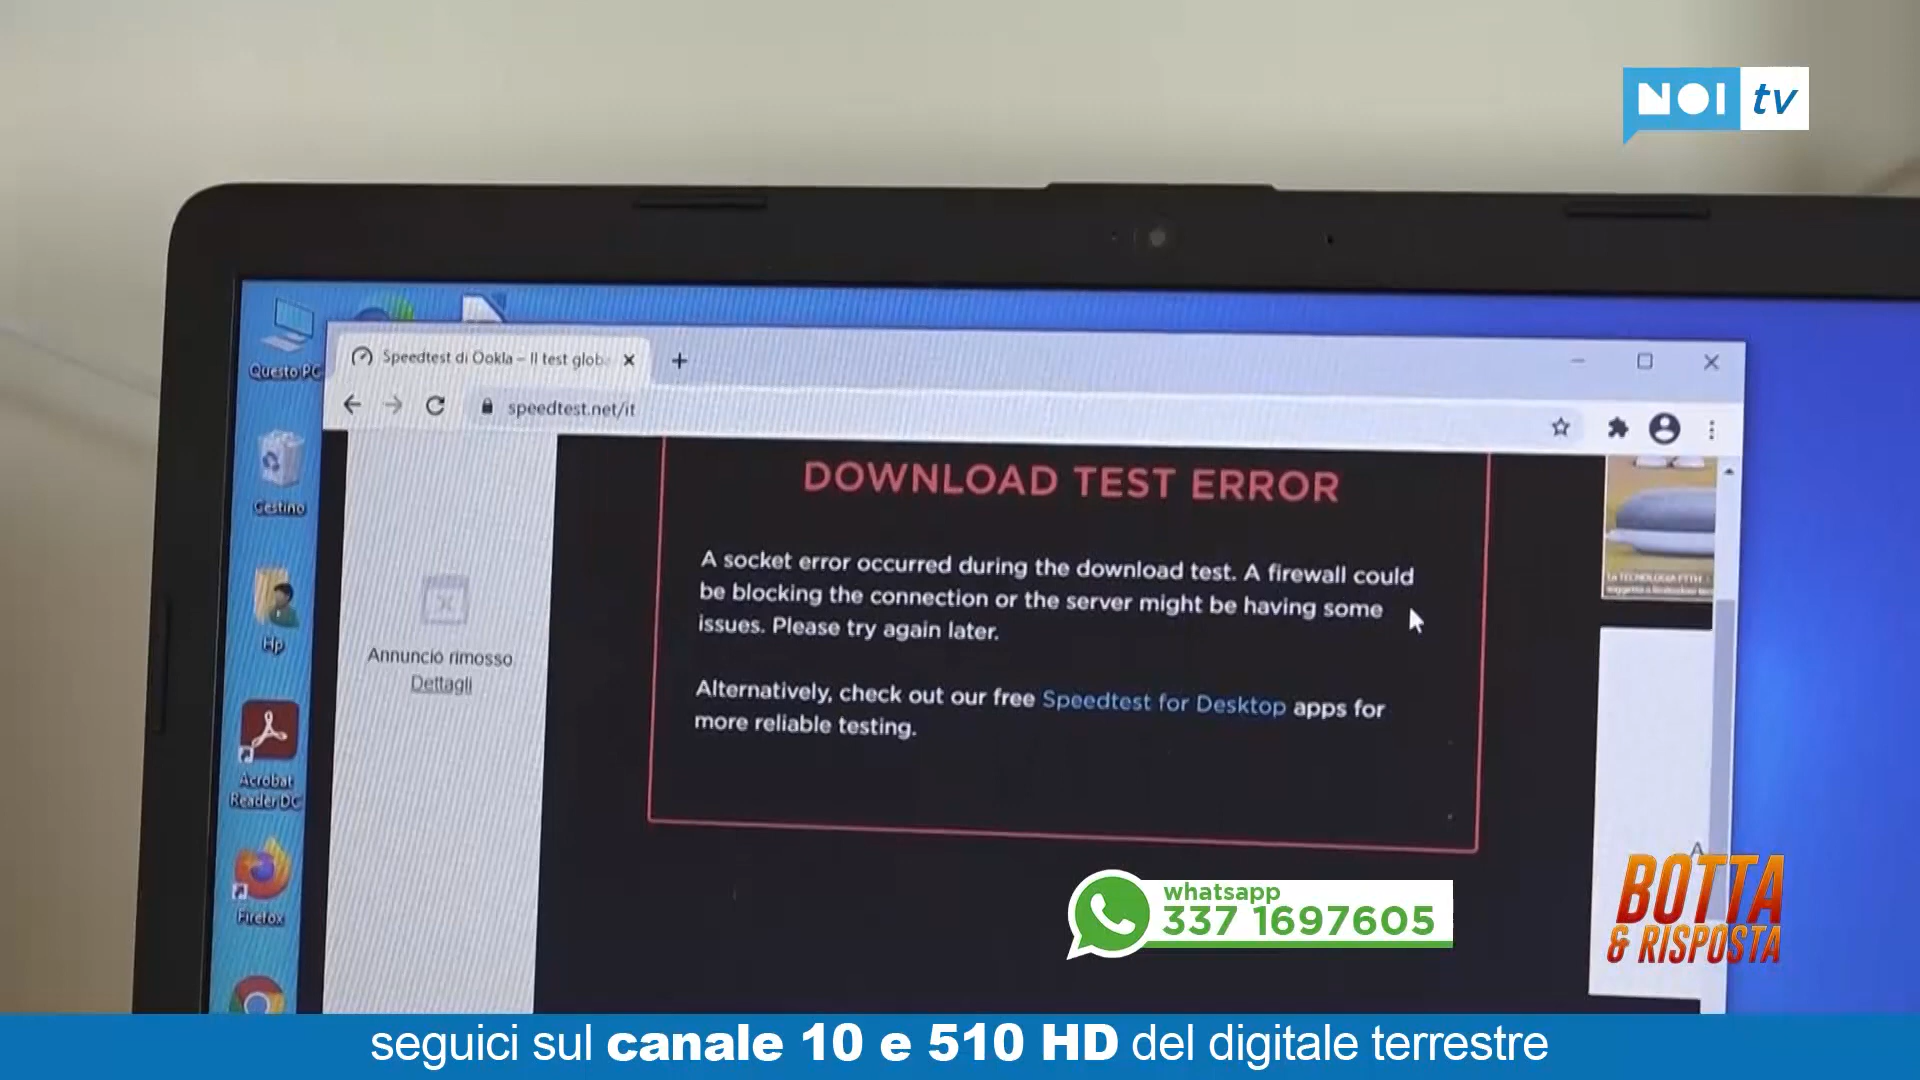 NOI tv
Questo PC
Speedtest di Ookla – Il test glob
speedtest.net/it
Cestino
DOWNLOAD TEST ERROR
A socket error occurred during the download test. A firewall could
be blocking the connection or the server might be having some
issues. Please try again later.
Hp
Annuncio rimosso
Dettagli
Alternatively, check out our free Speedtest for Desktop apps for
more reliable testing.
Acrobat
Reader DC
Firefox
whatsapp
337 1697605
BOTTA
& RISPOSTA
seguici sul canale 10 e 510 HD del digitale terrestre